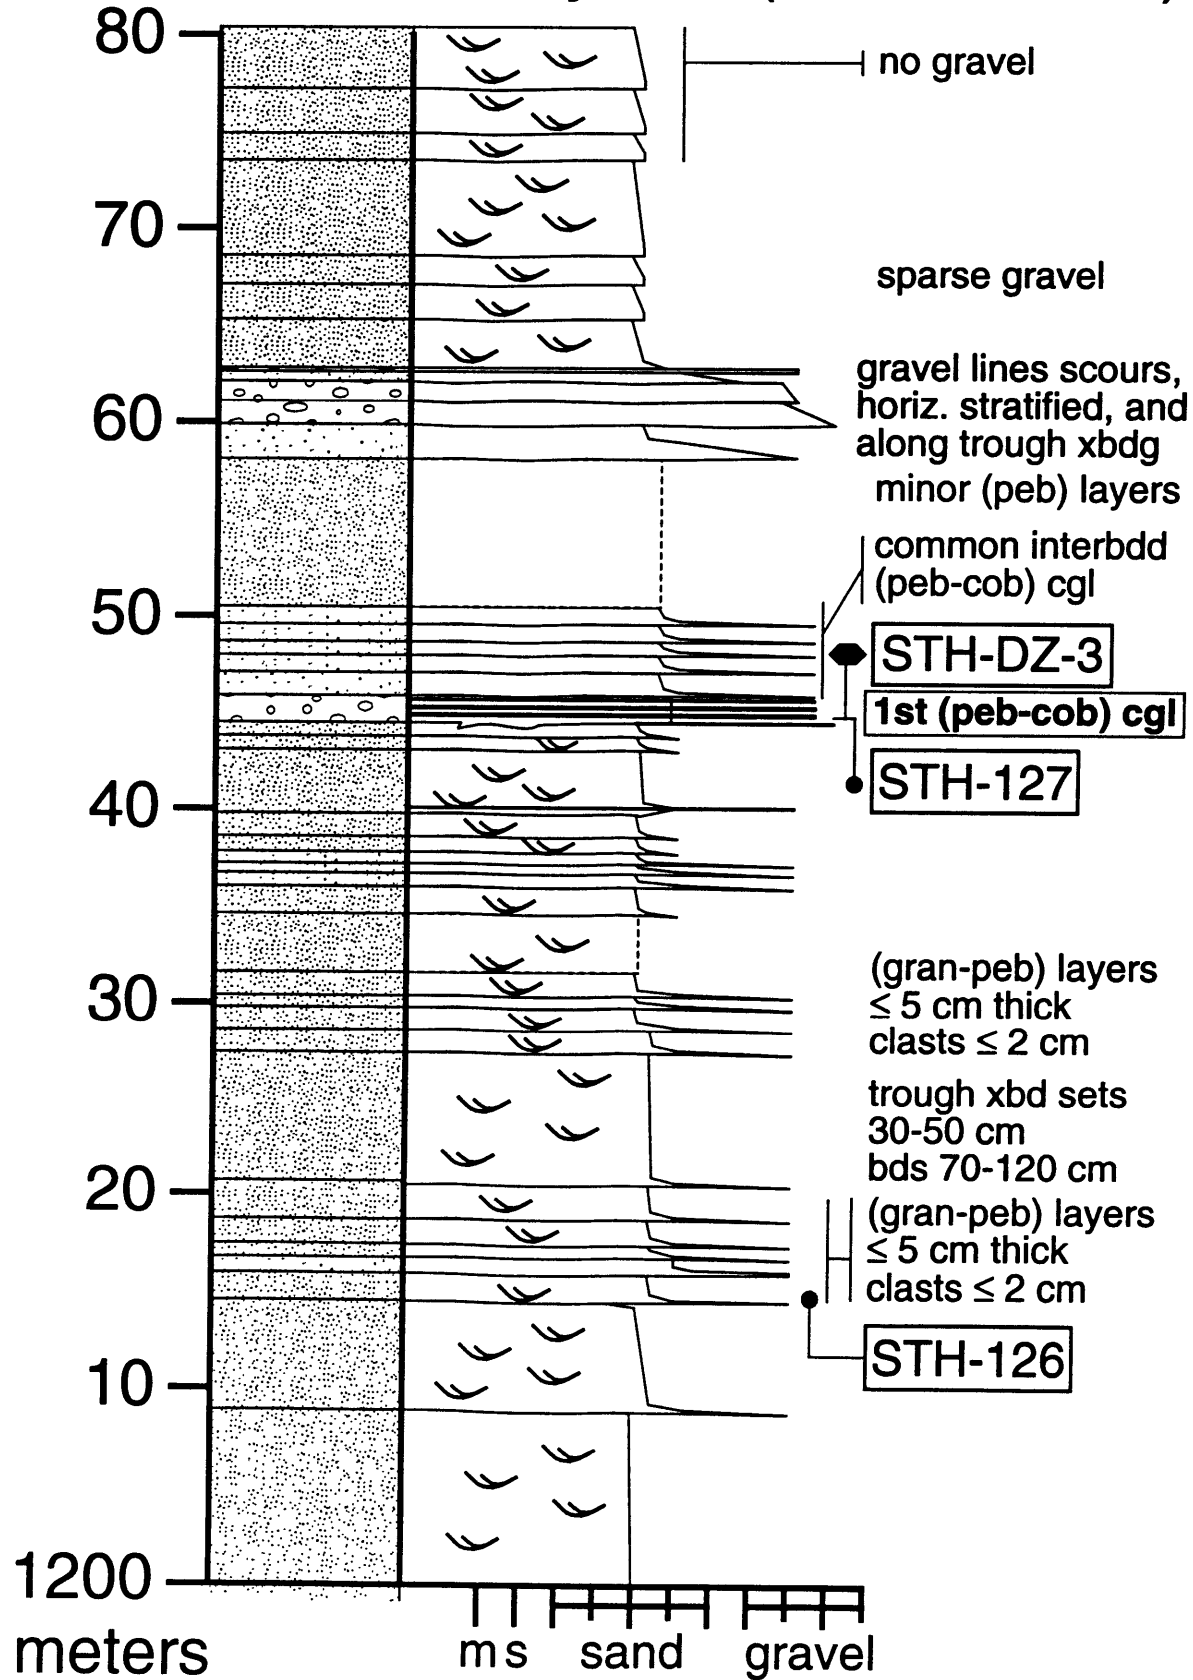 80
no gravel
70
sparse gravel
gravel lines scours,
60
horiz. stratified, and
along trough xbdg
minor (peb) layers
common interbdd
(peb-cob) cgl
50
STH-DZ-3
1st (peb-cob) cgl
STH-127
40
(gran-peb) layers
30
≤ 5 cm thick
clasts ≤ 2 cm
trough xbd sets
30-50 cm
bds 70-120 cm
20
(gran-peb) layers
≤ 5 cm thick
clasts ≤ 2 cm
STH-126
10
1200
meters
m s sand gravel